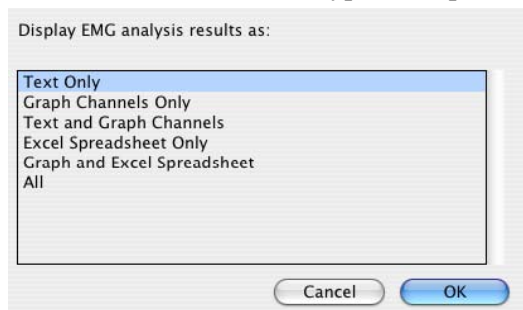 Display EMG analysis results as:
Text Only
Graph Channels Only
Text and Graph Channels
Excel Spreadsheet Only
Graph and Excel Spreadsheet
All
Cancel OK